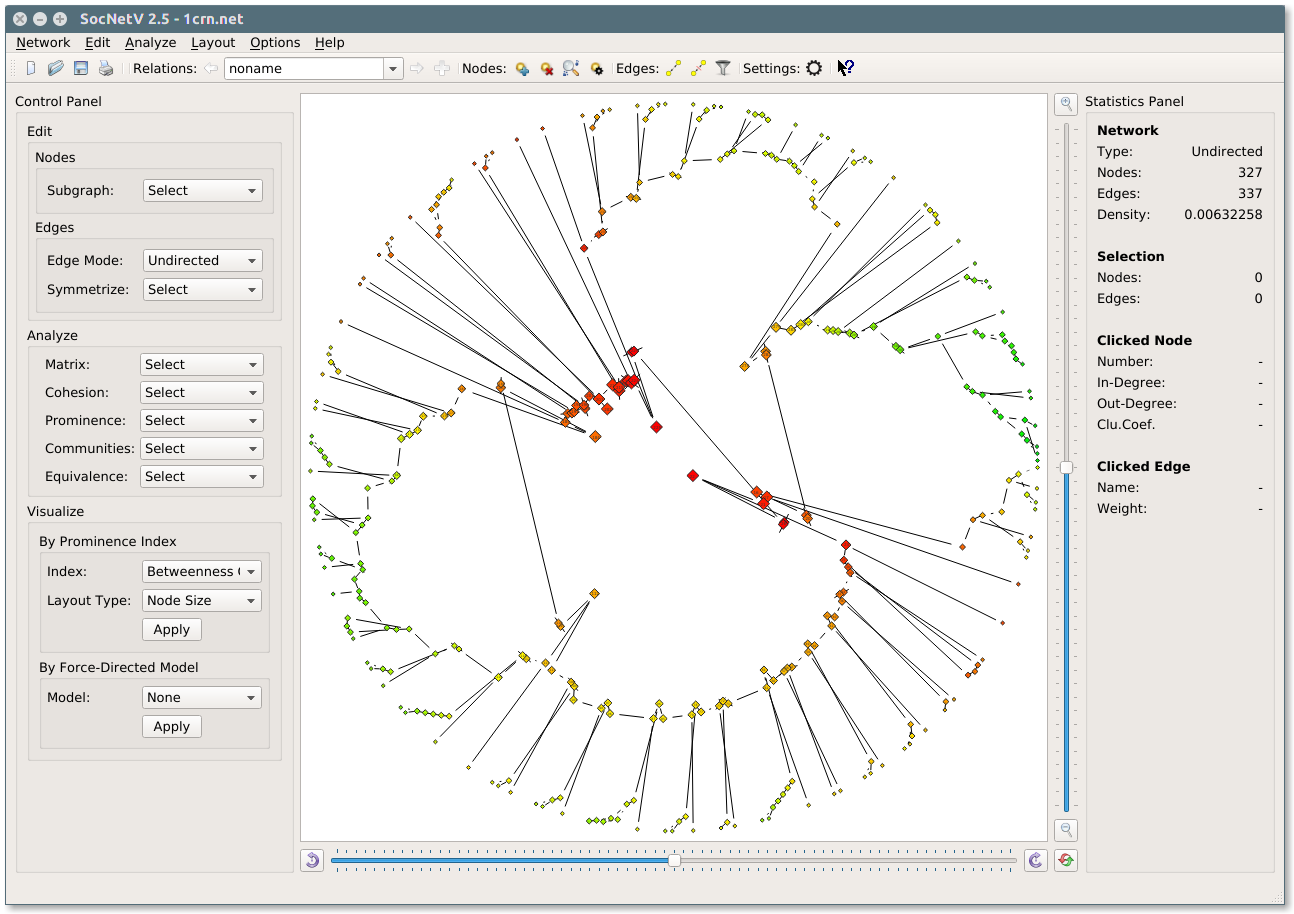 SocNetV 2.5 - 1crn.net
Network Edit Analyze Layout Options Help
Relations: noname Nodes: Edges: Settings:
Control Panel
Edit
Nodes
Subgraph: Select
Edges
Edge Mode: Undirected
Symmetrize: Select
Analyze
Matrix: Select
Cohesion: Select
Prominence: Select
Communities: Select
Equivalence: Select
Visualize
By Prominence Index
Index: Betweenness (
Layout Type: Node Size
Apply
By Force-Directed Model
Model: None
Apply
Statistics Panel
Network
Type: Undirected
Nodes: 327
Edges: 337
Density: 0.00632258
Selection
Nodes: 0
Edges: 0
Clicked Node
Number: -
In-Degree: -
Out-Degree: -
Clu.Coef. -
Clicked Edge
Name: -
Weight: -